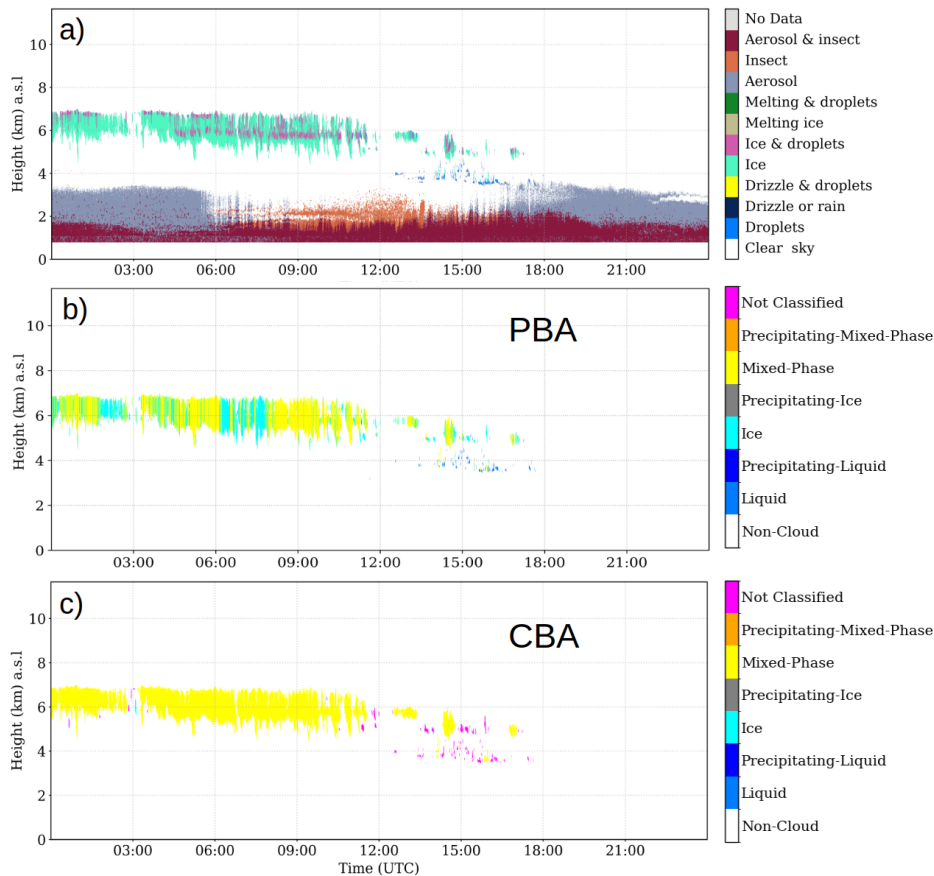 a)
Height (km) a.s.l
10
8
6
4
2
0
03:00 06:00 09:00 12:00 15:00 18:00 21:00
No Data
Aerosol & insect
Insect
Aerosol
Melting & droplets
Melting ice
Ice & droplets
Ice
Drizzle & droplets
Drizzle or rain
Droplets
Clear sky
b)
PBA
Height (km) a.s.l
10
8
6
4
2
0
03:00 06:00 09:00 12:00 15:00 18:00 21:00
Not Classified
Precipitating-Mixed-Phase
Mixed-Phase
Precipitating-Ice
Ice
Precipitating-Liquid
Liquid
Non-Cloud
c)
CBA
Height (km) a.s.l
10
8
6
4
2
0
03:00 06:00 09:00 12:00 15:00 18:00 21:00
Time (UTC)
Not Classified
Precipitating-Mixed-Phase
Mixed-Phase
Precipitating-Ice
Ice
Precipitating-Liquid
Liquid
Non-Cloud